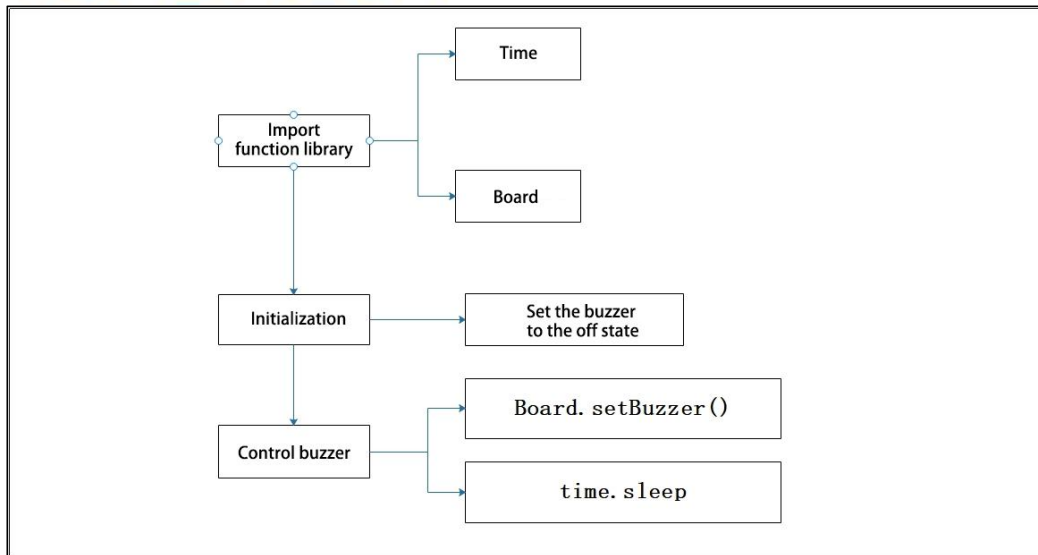 Time
Import
function library
Board
Initialization
Set the buzzer
to the off state
Board.setBuzzer()
Control buzzer
time.sleep